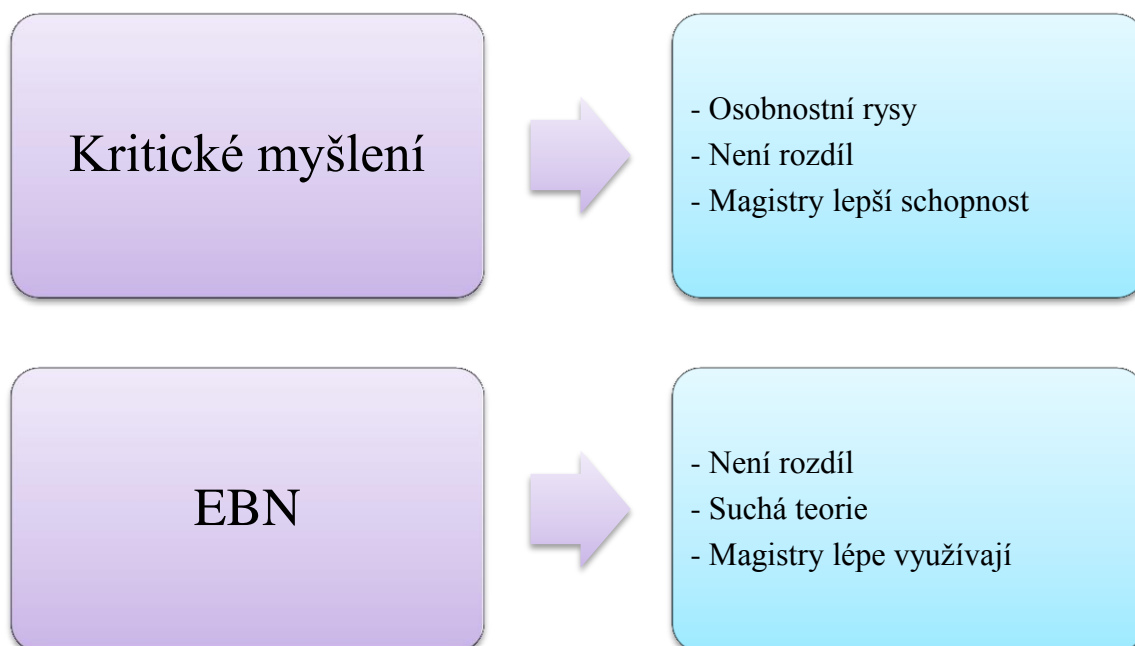 Kritické myšlení
- Osobnostní rysy
- Není rozdíl
- Magistry lepší schopnost
EBN
- Není rozdíl
- Suchá teorie
- Magistry lépe využívají